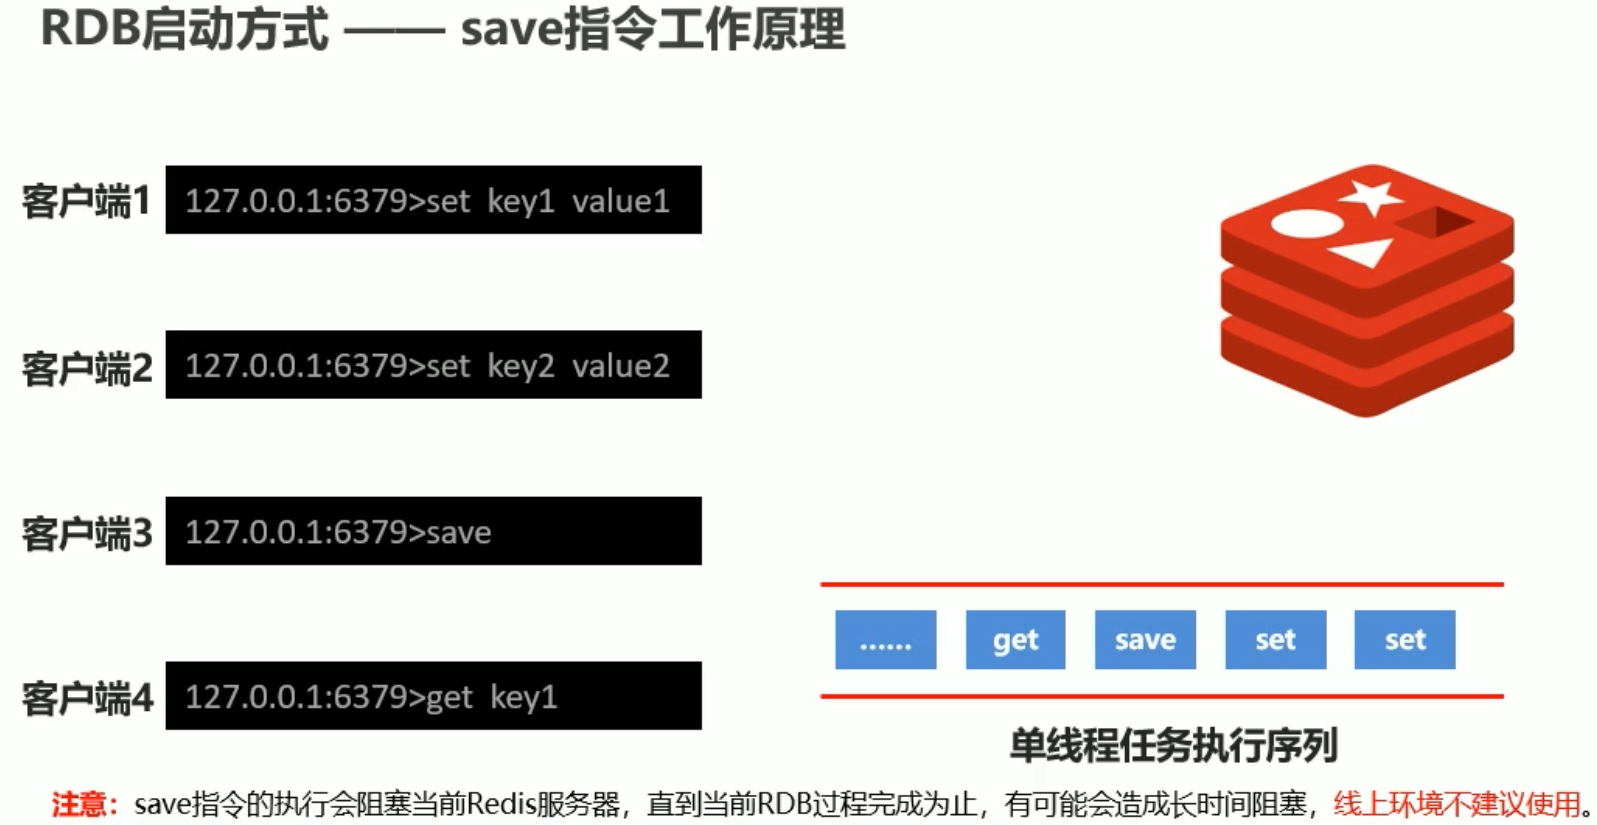 RDB启动方式 —— save指令工作原理
客户端1 127.0.0.1:6379>set key1 value1
客户端2 127.0.0.1:6379>set key2 value2
客户端3 127.0.0.1:6379>save
客户端4 127.0.0.1:6379>get key1
...... get save set set
单线程任务执行序列
注意：save指令的执行会阻塞当前Redis服务器，直到当前RDB过程完成为止，有可能会造成长时间阻塞，线上环境不建议使用。